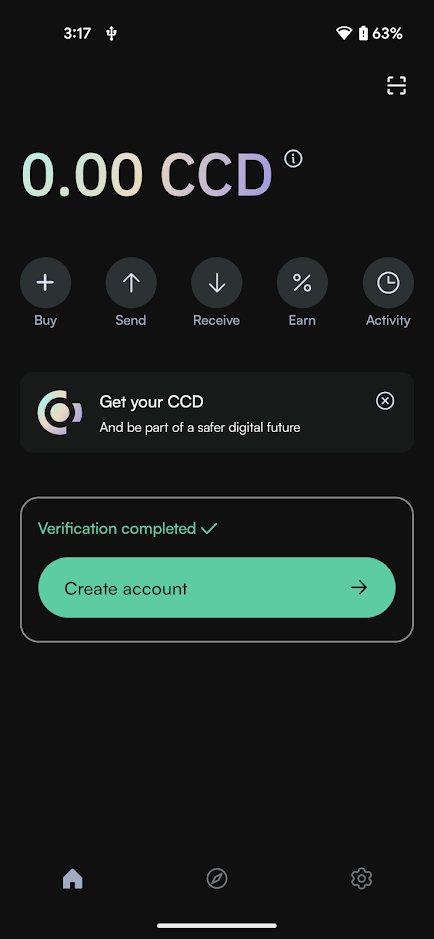 3:17
63%
0.00 CCD
Buy
Send
Receive
Earn
Activity
Get your CCD
And be part of a safer digital future
Verification completed
Create account